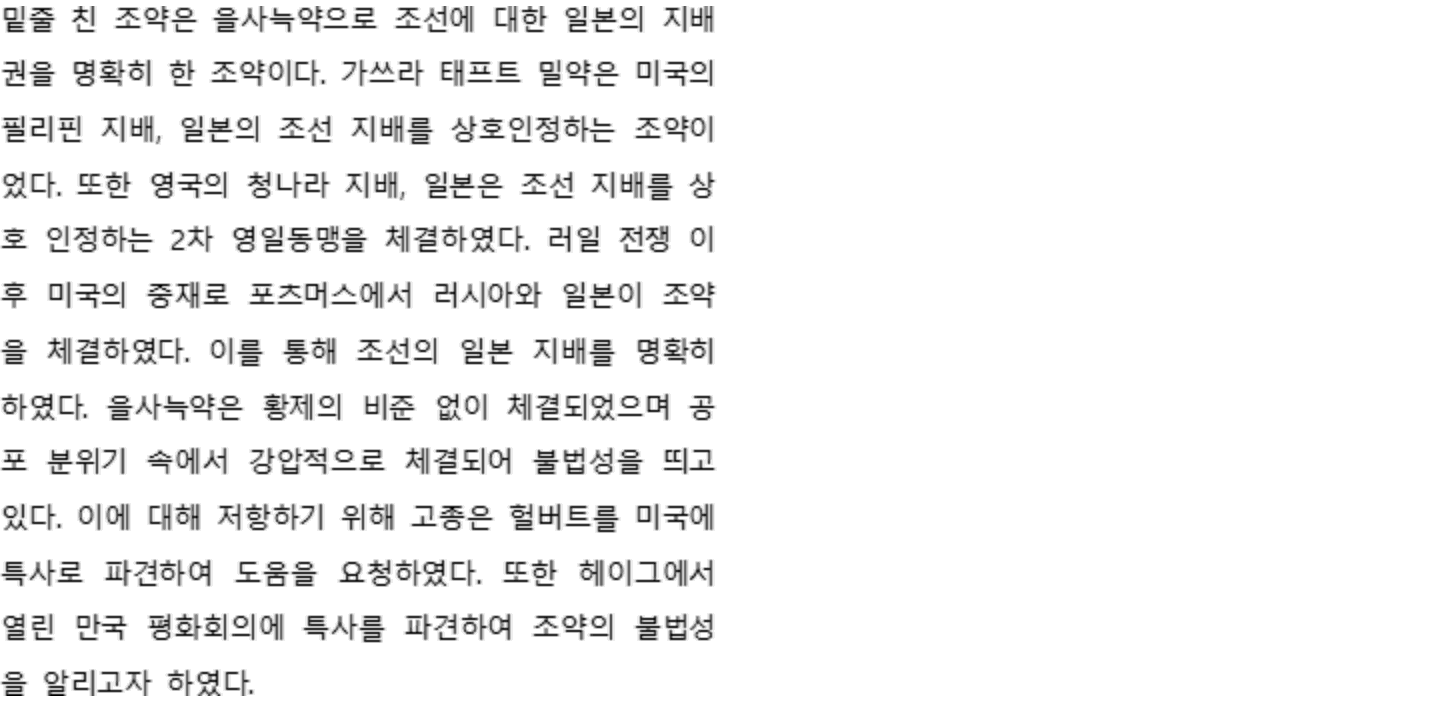 밑줄 친 조약은 을사늑약으로 조선에 대한 일본의 지배
권을 명확히 한 조약이다. 가쓰라 태프트 밀약은 미국의
필리핀 지배, 일본의 조선 지배를 상호인정하는 조약이
었다. 또한 영국의 청나라 지배, 일본은 조선 지배를 상
호 인정하는 2차 영일동맹을 체결하였다. 러일 전쟁 이
후 미국의 중재로 포츠머스에서 러시아와 일본이 조약
을 체결하였다. 이를 통해 조선의 일본 지배를 명확히
하였다. 을사늑약은 황제의 비준 없이 체결되었으며 공
포 분위기 속에서 강압적으로 체결되어 불법성을 띄고
있다. 이에 대해 저항하기 위해 고종은 헐버트를 미국에
특사로 파견하여 도움을 요청하였다. 또한 헤이그에서
열린 만국 평화회의에 특사를 파견하여 조약의 불법성
을 알리고자 하였다.